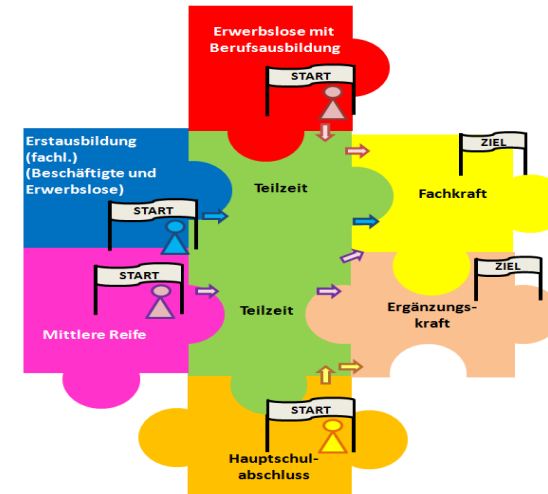 Erwerbslose mit
Berufsausbildung
START
Erstausbildung
(fachl.)
(Beschäftigte und
Erwerbslose)
START
Teilzeit
ZIEL
Fachkraft
START
Mittlere Reife
Teilzeit
ZIEL
Ergänzungs-
kraft
START
Hauptschul-
abschluss